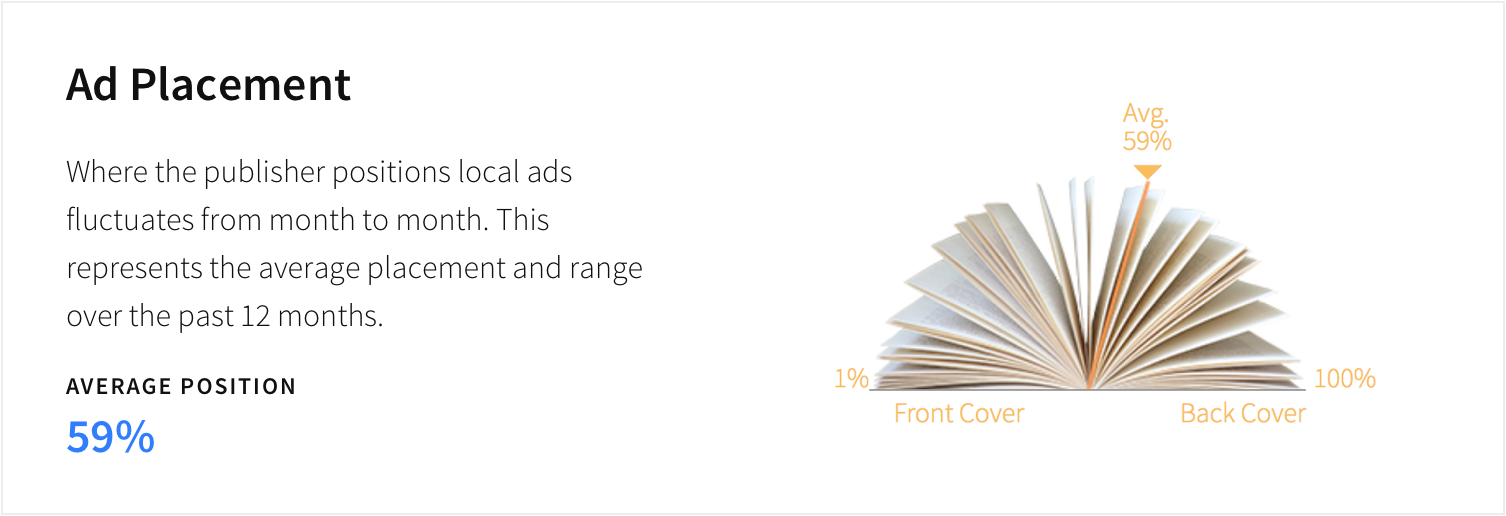 Ad Placement
Where the publisher positions local ads
fluctuates from month to month. This
represents the average placement and range
over the past 12 months.
AVERAGE POSITION
59%
Avg.
59%
1%
100%
Front Cover
Back Cover